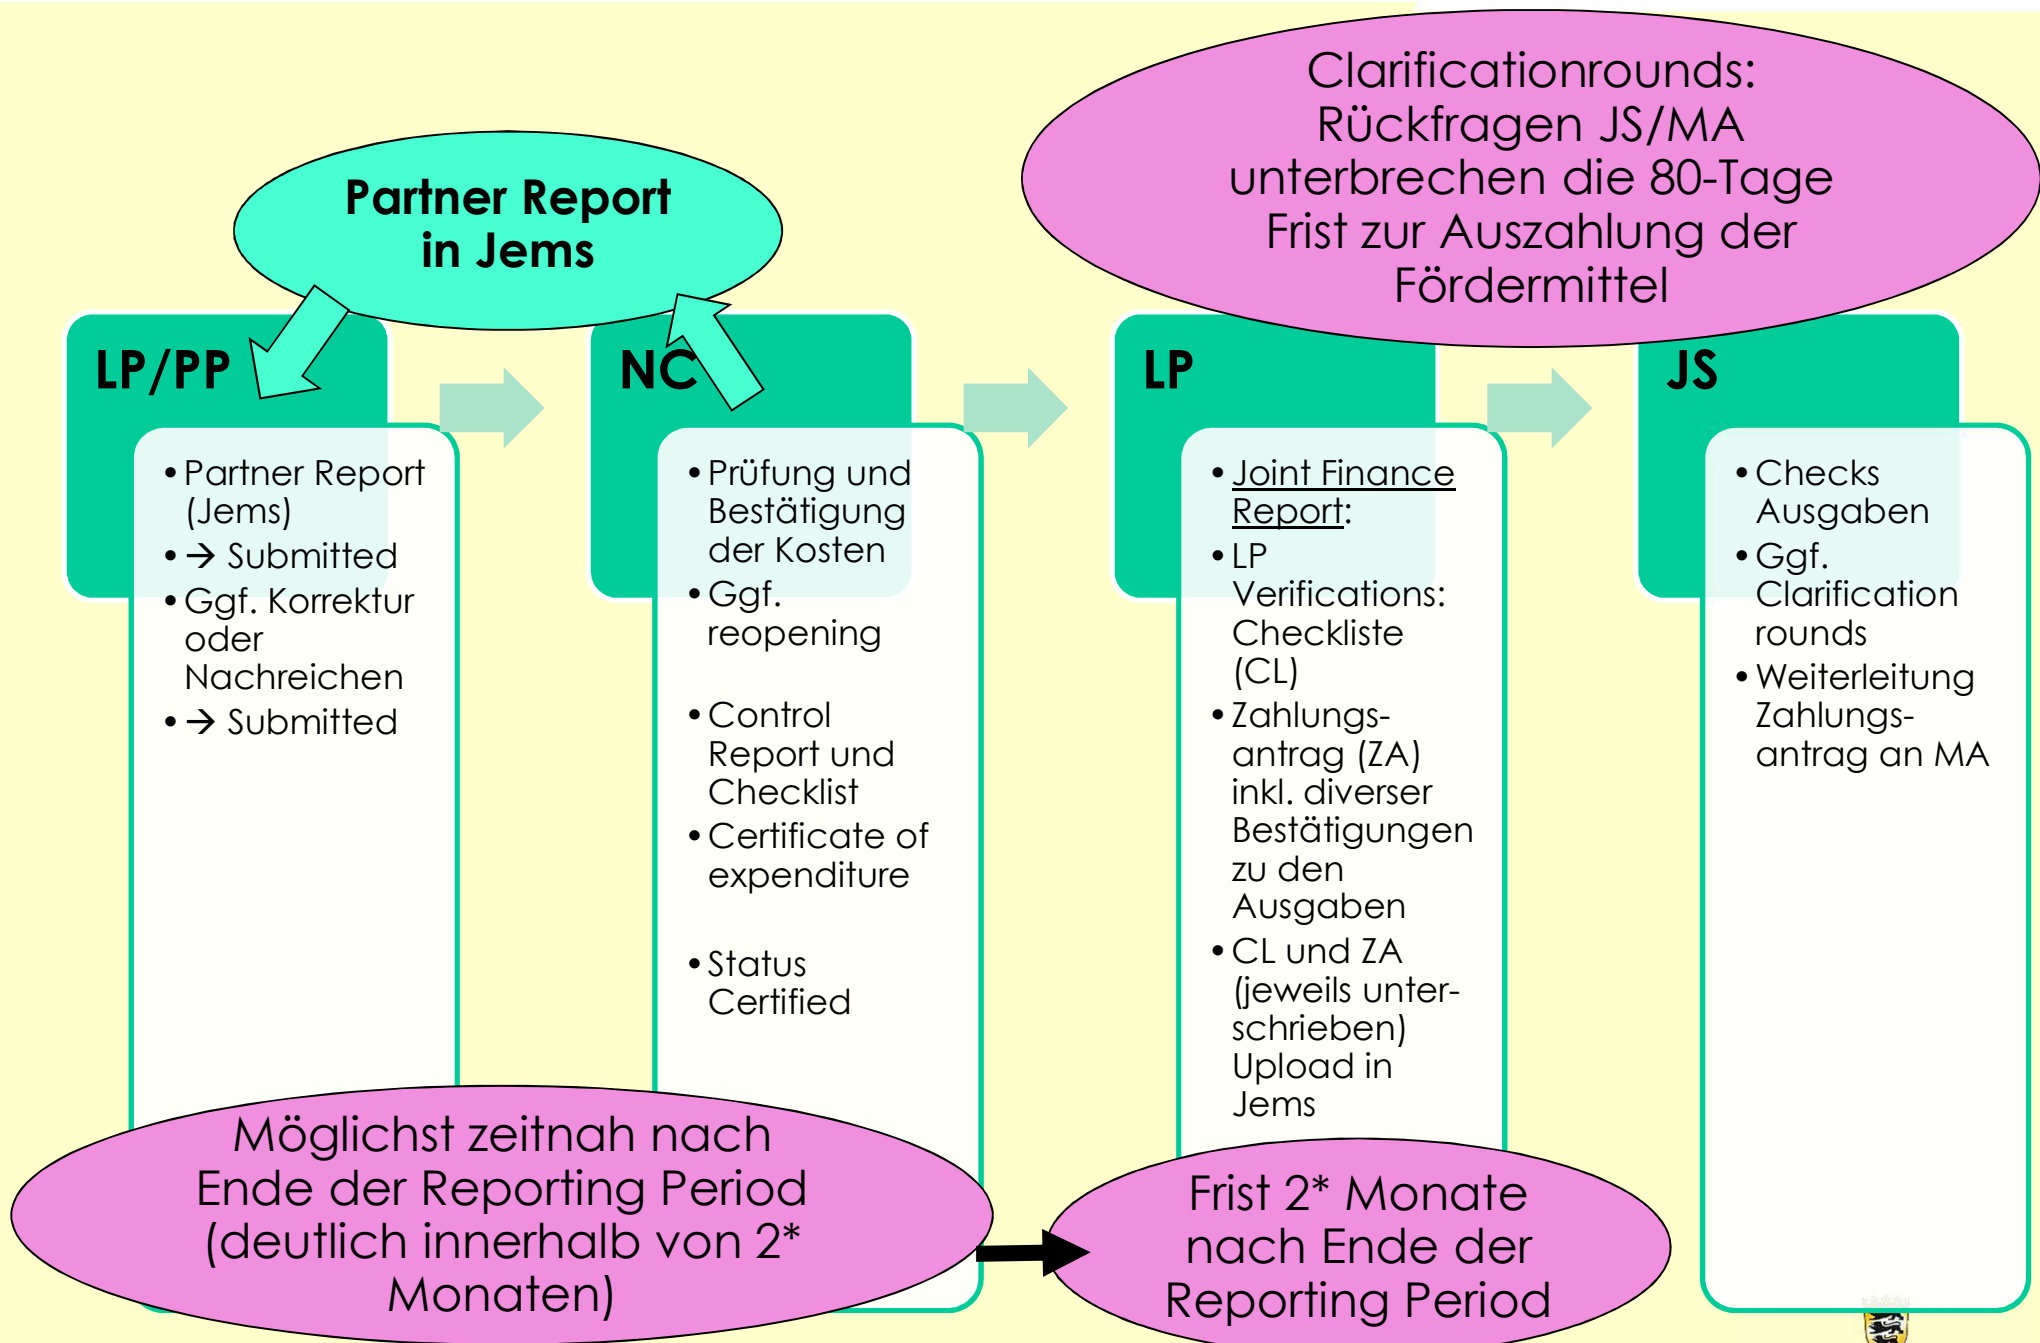 Clarificationrounds:
Rückfragen JS/MA
unterbrechen die 80-Tage
Frist zur Auszahlung der
Fördermittel
Partner Report
in Jems
LP/PP
• Partner Report
(Jems)
• → Submitted
• Ggf. Korrektur
oder
Nachreichen
• → Submitted
NC
• Prüfung und
Bestätigung
der Kosten
• Ggf.
reopening
• Control
Report und
Checklist
• Certificate of
expenditure
• Status
Certified
LP
• Joint Finance
Report:
• LP
Verifications:
Checkliste
(CL)
• Zahlungs-
antrag (ZA)
inkl. diverser
Bestätigungen
zu den
Ausgaben
• CL und ZA
(jeweils unter-
schrieben)
Upload in
Jems
JS
• Checks
Ausgaben
• Ggf.
Clarification
rounds
• Weiterleitung
Zahlungs-
antrag an MA
Möglichst zeitnah nach
Ende der Reporting Period
(deutlich innerhalb von 2*
Monaten)
Frist 2* Monate
nach Ende der
Reporting Period